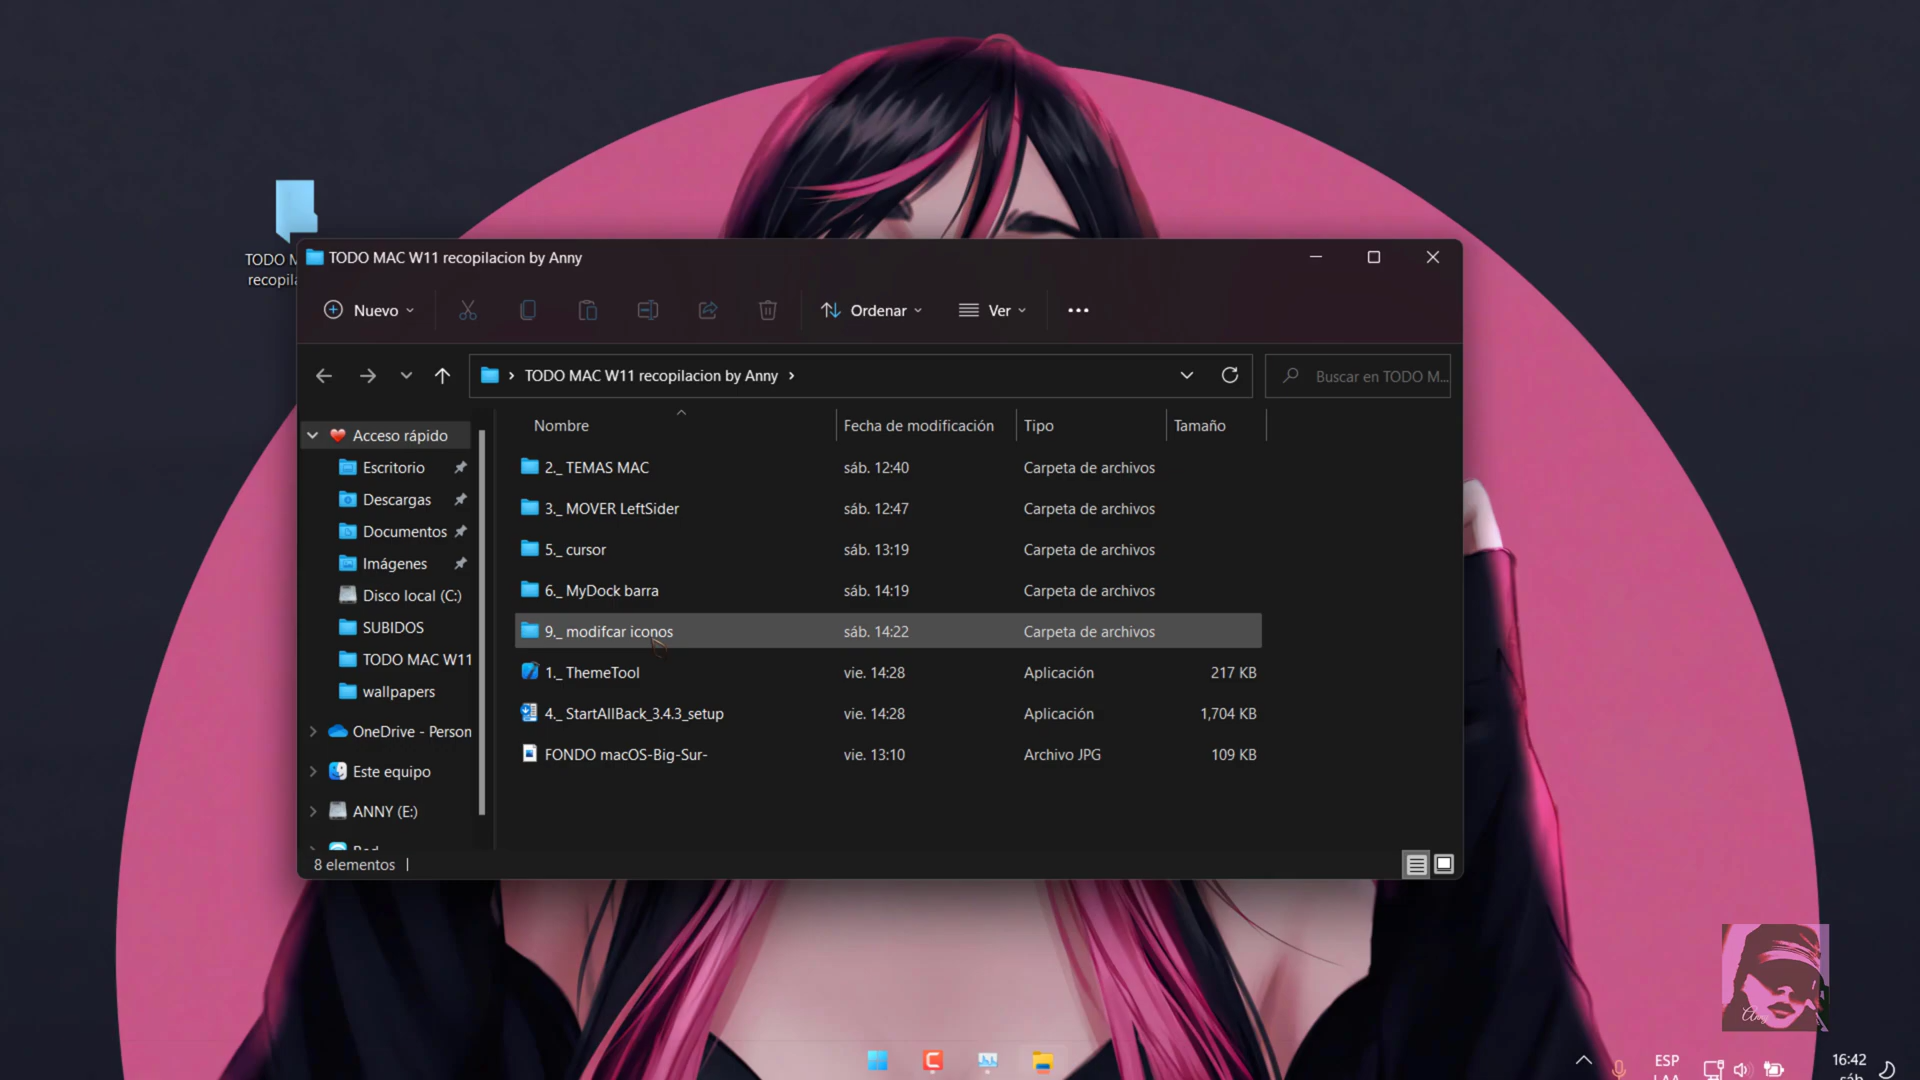 TODO M
recopila
TODO MAC W11 recopilacion by Anny
Nuevo
Ordenar
Ver
TODO MAC W11 recopilacion by Anny
Buscar en TODO M...
Nombre Fecha de modificación Tipo Tamaño
Acceso rápido
Escritorio
Descargas
Documentos
Imágenes
Disco local (C:)
SUBIDOS
TODO MAC W11
wallpapers
OneDrive - Person
Este equipo
ANNY (E:)
Red
2._ TEMAS MAC sáb. 12:40 Carpeta de archivos
3._ MOVER LeftSider sáb. 12:47 Carpeta de archivos
5._ cursor sáb. 13:19 Carpeta de archivos
6._ MyDock barra sáb. 14:19 Carpeta de archivos
9._ modifcar iconos sáb. 14:22 Carpeta de archivos
1._ ThemeTool vie. 14:28 Aplicación 217 KB
4._ StartAllBack_3.4.3_setup vie. 14:28 Aplicación 1,704 KB
FONDO macOS-Big-Sur- vie. 13:10 Archivo JPG 109 KB
8 elementos
Anny
ESP
LAA
16:42
sáb.